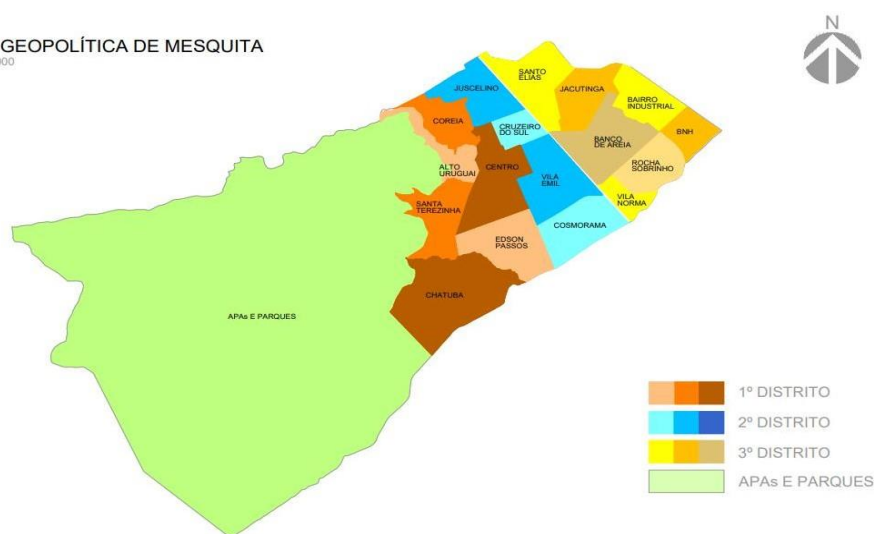 GEOPOLÍTICA DE MESQUITA
000
N
SANTO
ELIAS
JUSCELINO
JACUTINGA
BAIRRO
INDUSTRIAL
COREIA
CRUZEIRO
DO SUL
BNH
BANCO
DE AREIA
ALTO
URUGUAI
CENTRO
ROCHA
SOBRINHO
VILA
EMIL
SANTA
TEREZINHA
VILA
NORMA
COSMORAMA
EDSON
PASSOS
CHATUBA
APAs E PARQUES
1º DISTRITO
2º DISTRITO
3º DISTRITO
APAs E PARQUES